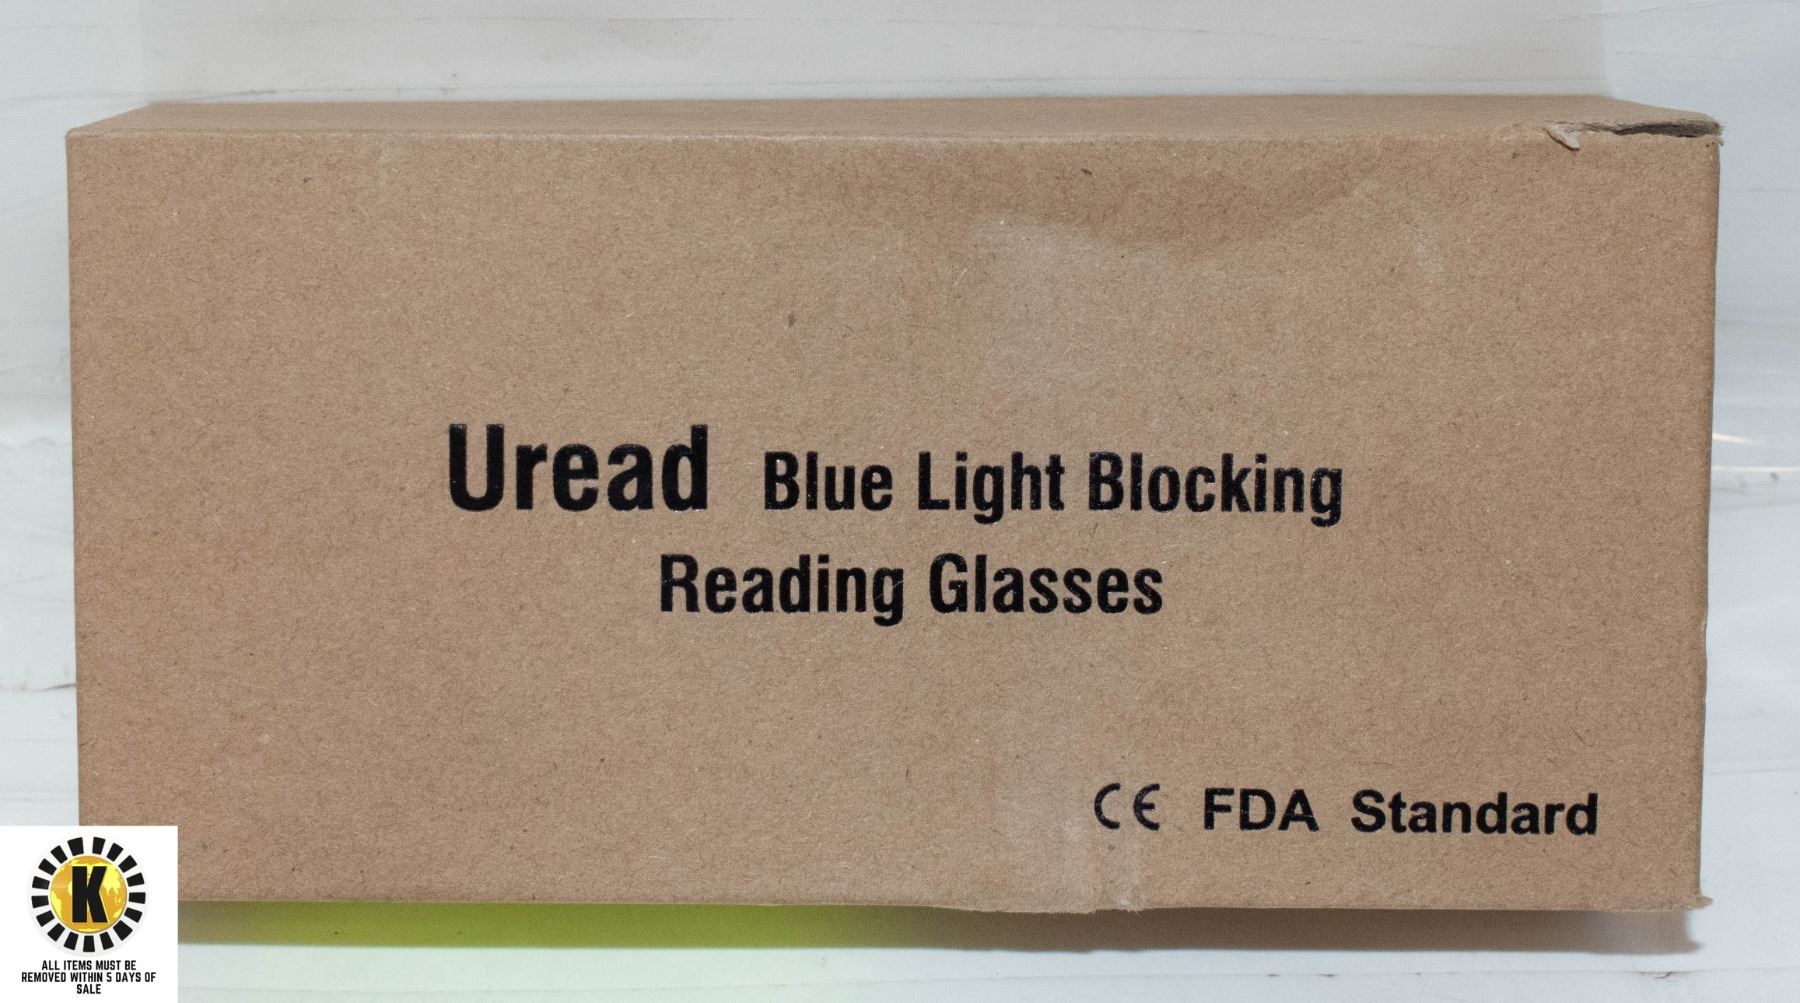 Uread Blue Light Blocking
Reading Glasses
CE FDA Standard
K
ALL ITEMS MUST BE
REMOVED WITHIN 5 DAYS OF
SALE